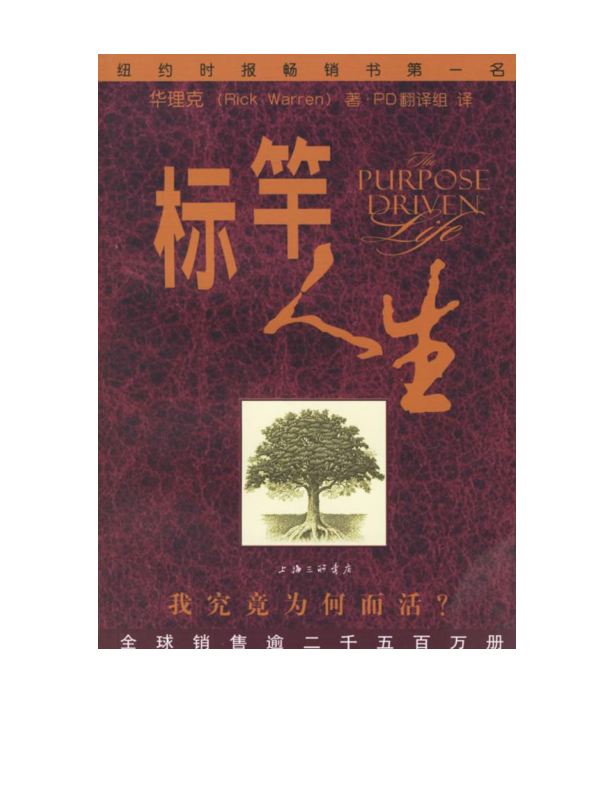 纽约时报畅销书第一名
华理克 (Rick Warren) 著·PD翻译组 译
标竿
人生
The
PURPOSE
DRIVEN
Life
上海三联书店
我究竟为何而活？
全球销售逾二千五百万册